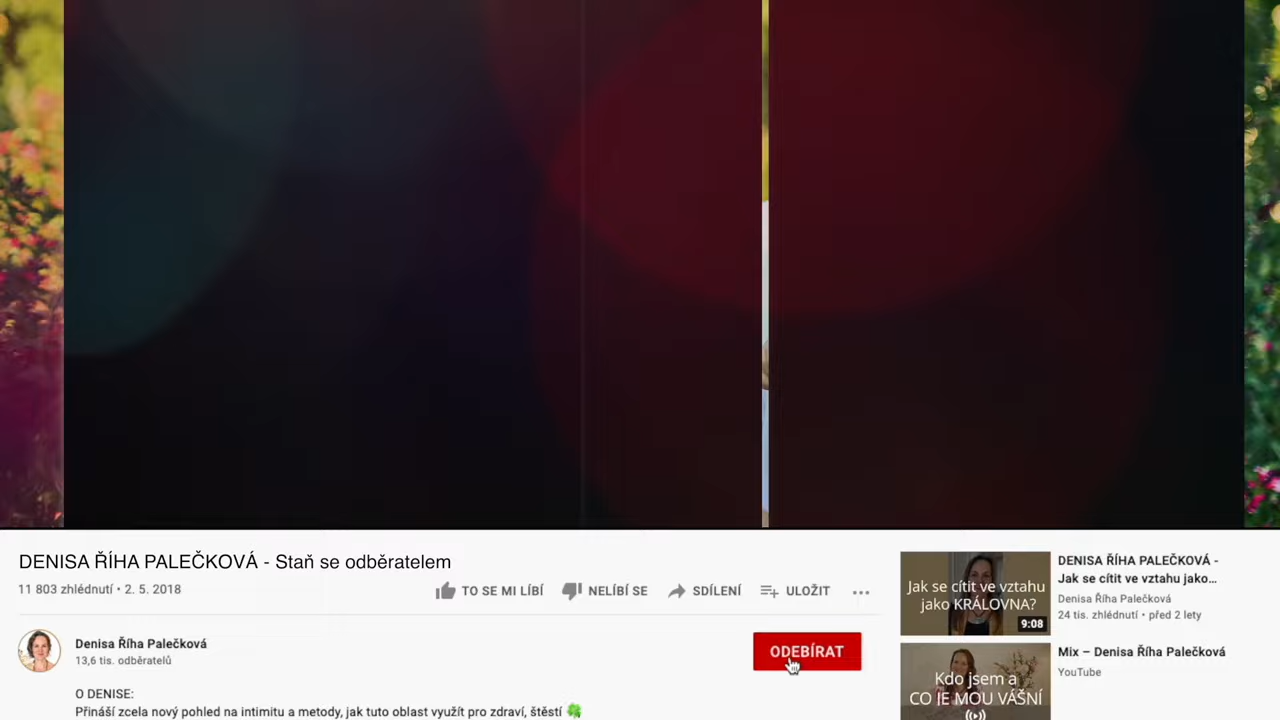 DENISA ŘÍHA PALEČKOVÁ - Staň se odběratelem
11 803 zhlédnutí • 2. 5. 2018
TO SE MI LÍBÍ
NELÍBÍ SE
SDÍLENÍ
ULOŽIT
Denisa Říha Palečková
13,6 tis. odběratelů
ODEBÍRAT
O DENISE:
Přináší zcela nový pohled na intimitu a metody, jak tuto oblast využít pro zdraví, štěstí 🍀
Jak se cítit ve vztahu
jako KRÁLOVNA?
9:08
DENISA ŘÍHA PALEČKOVÁ -
Jak se cítit ve vztahu jako…
Denisa Říha Palečková
24 tis. zhlédnutí • před 2 lety
Kdo jsem a
CO JE MOU VÁŠNÍ
Mix – Denisa Říha Palečková
YouTube